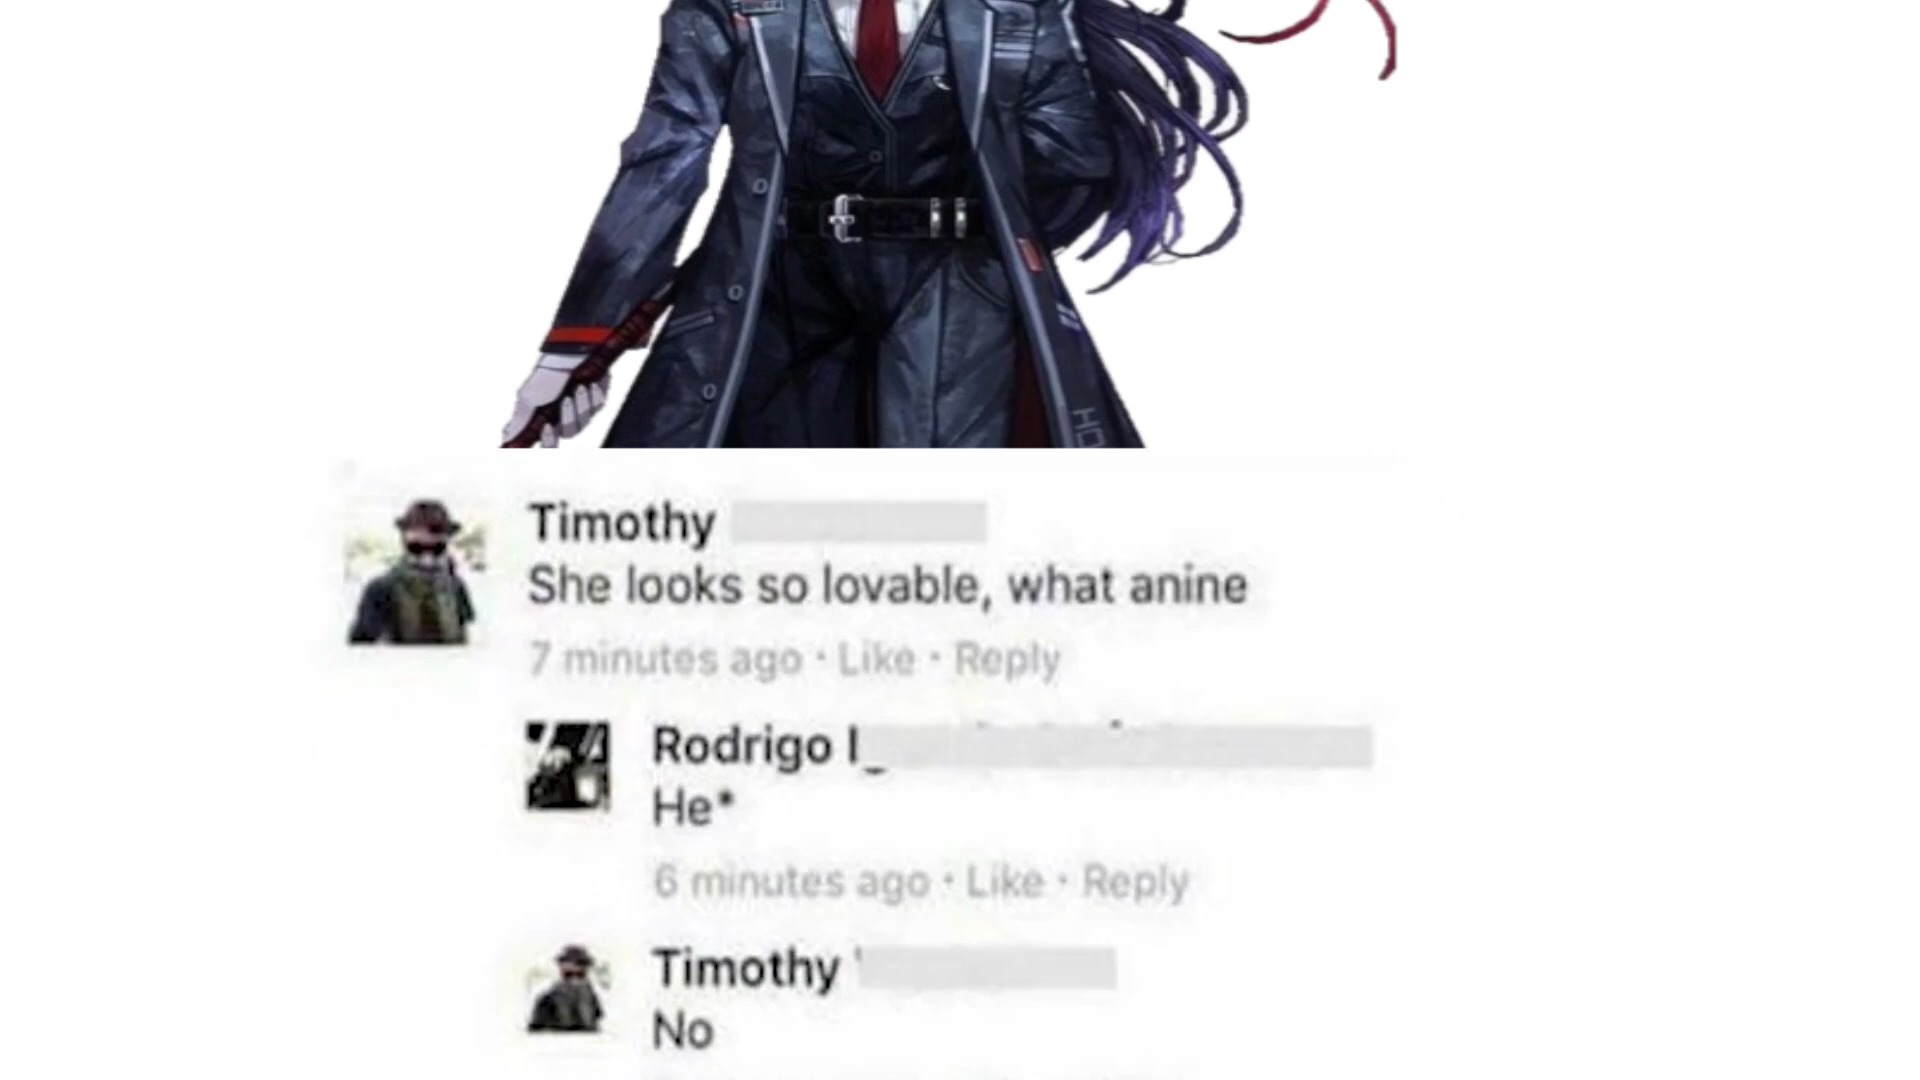 Timothy
She looks so lovable, what anine
7 minutes ago · Like · Reply
Rodrigo I_
He*
6 minutes ago · Like · Reply
Timothy
No